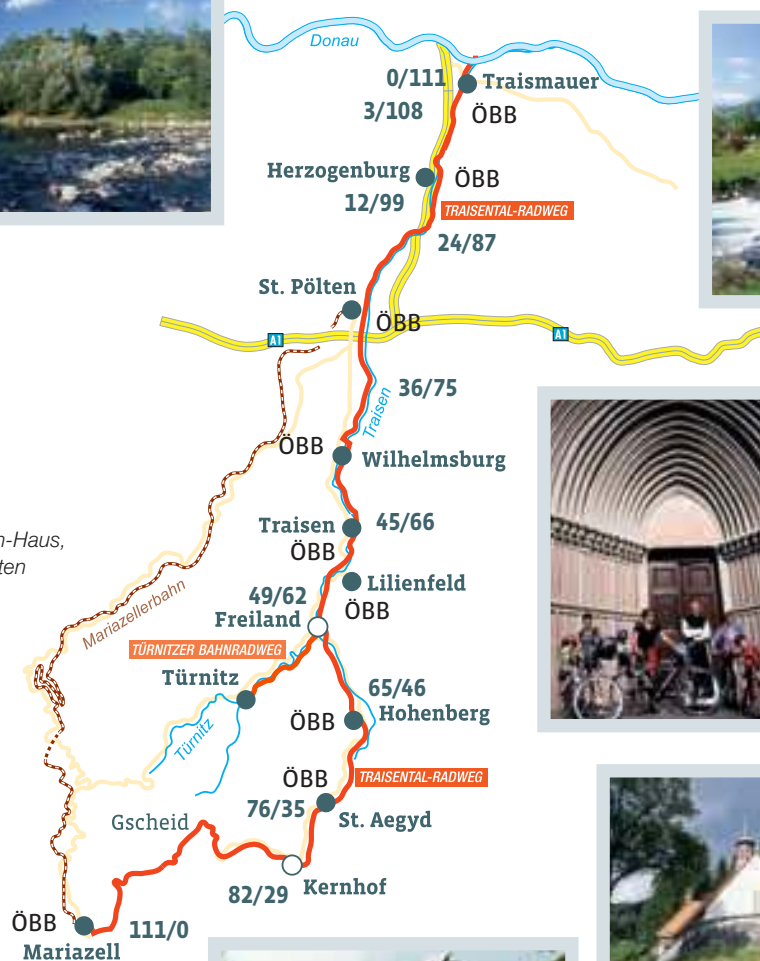 Donau
0/111
Traismauer
3/108
ÖBB
Herzogenburg
ÖBB
12/99
TRAISENTAL-RADWEG
24/87
St. Pölten
ÖBB
A1
A1
36/75
Traisen
ÖBB
Wilhelmsburg
n-Haus,
Traisen
45/66
ten
ÖBB
Lilienfeld
49/62
ÖBB
Freiland
Mariazellerbahn
TÜRNITZER BAHNRADWEG
Türnitz
65/46
Hohenberg
ÖBB
Türnitz
ÖBB
TRAISENTAL-RADWEG
76/35
St. Aegyd
Gscheid
Kernhof
82/29
ÖBB
111/0
Mariazell